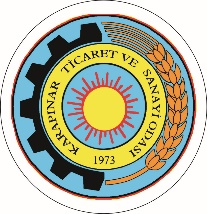 KARAPINAR TİCARET VE SANAYİ ODASI
1973